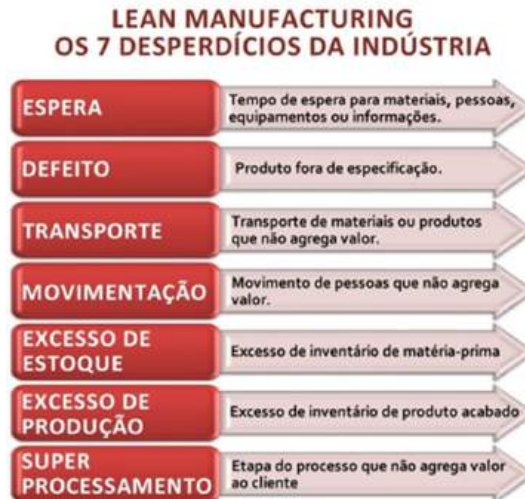 LEAN MANUFACTURING
OS 7 DESPERDÍCIOS DA INDÚSTRIA
ESPERA
Tempo de espera para materiais, pessoas,
equipamentos ou informações.
DEFEITO
Produto fora de especificação.
TRANSPORTE
Transporte de materiais ou produtos
que não agrega valor.
MOVIMENTAÇÃO
Movimento de pessoas que não agrega
valor.
EXCESSO DE
ESTOQUE
Excesso de inventário de matéria-prima
EXCESSO DE
PRODUÇÃO
Excesso de inventário de produto acabado
SUPER
PROCESSAMENTO
Etapa do processo que não agrega valor
ao cliente